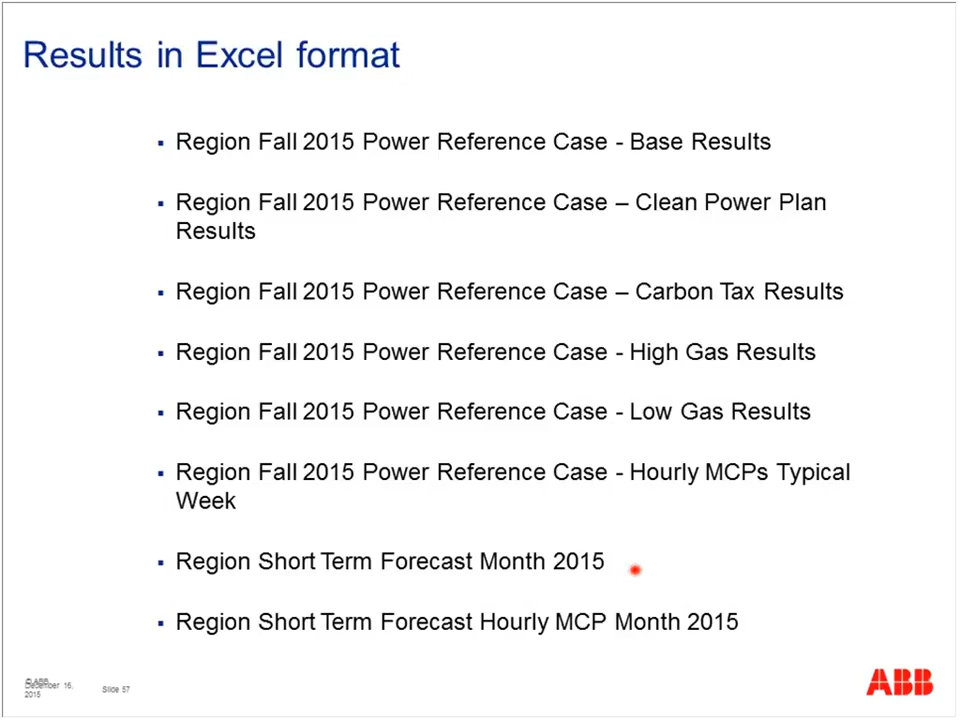 Results in Excel format
▪ Region Fall 2015 Power Reference Case - Base Results
▪ Region Fall 2015 Power Reference Case – Clean Power Plan
Results
▪ Region Fall 2015 Power Reference Case – Carbon Tax Results
▪ Region Fall 2015 Power Reference Case - High Gas Results
▪ Region Fall 2015 Power Reference Case - Low Gas Results
▪ Region Fall 2015 Power Reference Case - Hourly MCPs Typical
Week
▪ Region Short Term Forecast Month 2015
▪ Region Short Term Forecast Hourly MCP Month 2015
© ABB
December 16,
2015
Slide 57
ABB